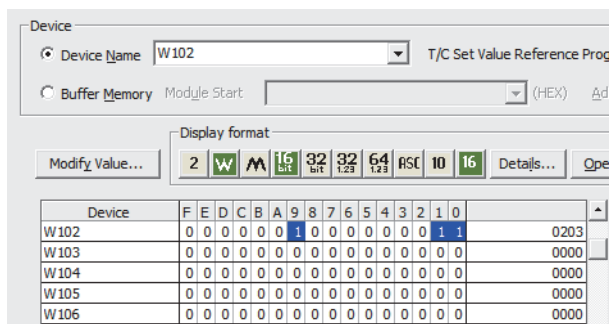 Device
Device Name W102 T/C Set Value Reference Prog
Buffer Memory Module Start (HEX) Ad
Display format
Modify Value... 2 W M 16 bit 32 bit 32 1.23 64 1.23 ASC 10 16 Details... Ope
Device F E D C B A 9 8 7 6 5 4 3 2 1 0
W102 0 0 0 0 0 0 1 0 0 0 0 0 0 0 1 1 0203
W103 0 0 0 0 0 0 0 0 0 0 0 0 0 0 0 0 0000
W104 0 0 0 0 0 0 0 0 0 0 0 0 0 0 0 0 0000
W105 0 0 0 0 0 0 0 0 0 0 0 0 0 0 0 0 0000
W106 0 0 0 0 0 0 0 0 0 0 0 0 0 0 0 0 0000